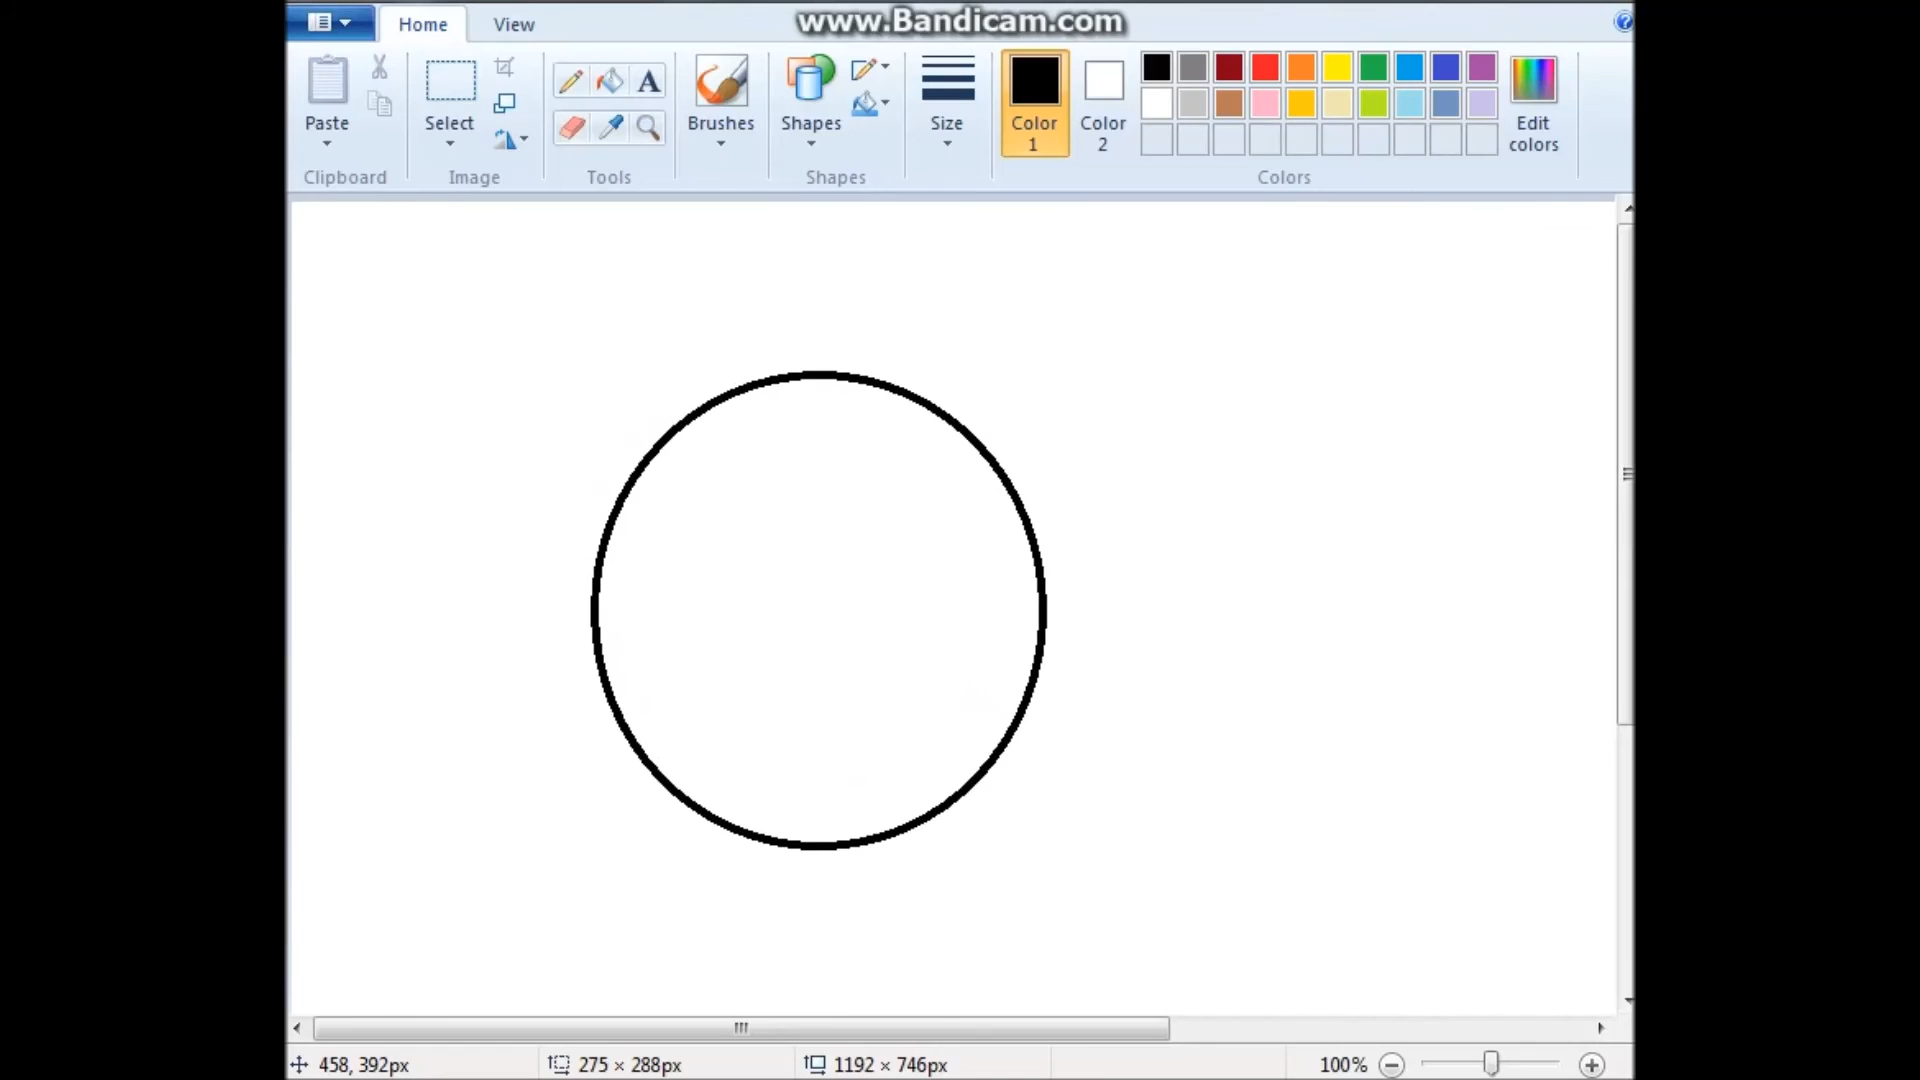 www.Bandicam.com
Home View
Paste
Select
A
Brushes
Shapes
Size
Color 1
Color 2
Edit colors
Clipboard
Image
Tools
Shapes
Colors
458, 392px
275 × 288px
1192 × 746px
100%